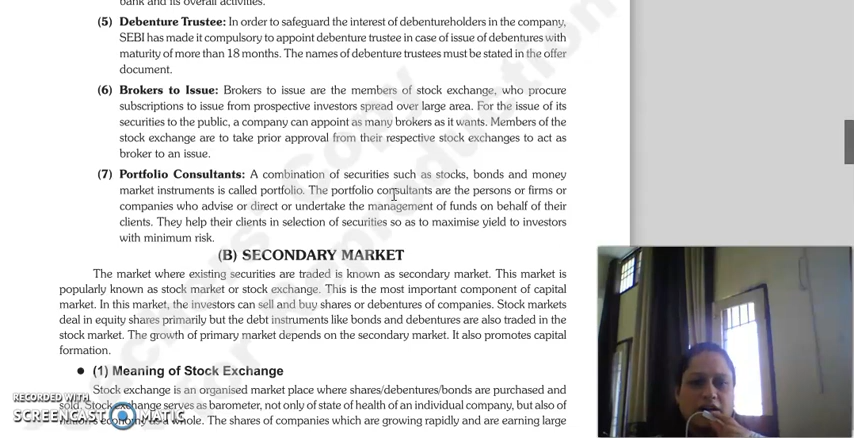 bank and its overall activities.
(5) Debenture Trustee: In order to safeguard the interest of debentureholders in the company,
SEBI has made it compulsory to appoint debenture trustee in case of issue of debentures with
maturity of more than 18 months. The names of debenture trustees must be stated in the offer
document.
(6) Brokers to Issue: Brokers to issue are the members of stock exchange, who procure
subscriptions to issue from prospective investors spread over large area. For the issue of its
securities to the public, a company can appoint as many brokers as it wants. Members of the
stock exchange are to take prior approval from their respective stock exchanges to act as
broker to an issue.
(7) Portfolio Consultants: A combination of securities such as stocks, bonds and money
market instruments is called portfolio. The portfolio consultants are the persons or firms or
companies who advise or direct or undertake the management of funds on behalf of their
clients. They help their clients in selection of securities so as to maximise yield to investors
with minimum risk.
(B) SECONDARY MARKET
The market where existing securities are traded is known as secondary market. This market is
popularly known as stock market or stock exchange. This is the most important component of capital
market. In this market, the investors can sell and buy shares or debentures of companies. Stock markets
deal in equity shares primarily but the debt instruments like bonds and debentures are also traded in the
stock market. The growth of primary market depends on the secondary market. It also promotes capital
formation.
• (1) Meaning of Stock Exchange
Stock exchange is an organised market place where shares/debentures/bonds are purchased and
sold. Stock exchange serves as barometer, not only of state of health of an individual company, but also of
nation's economy as a whole. The shares of companies which are growing rapidly and are earning large
RECORDED WITH
SCREENCAST MATIC